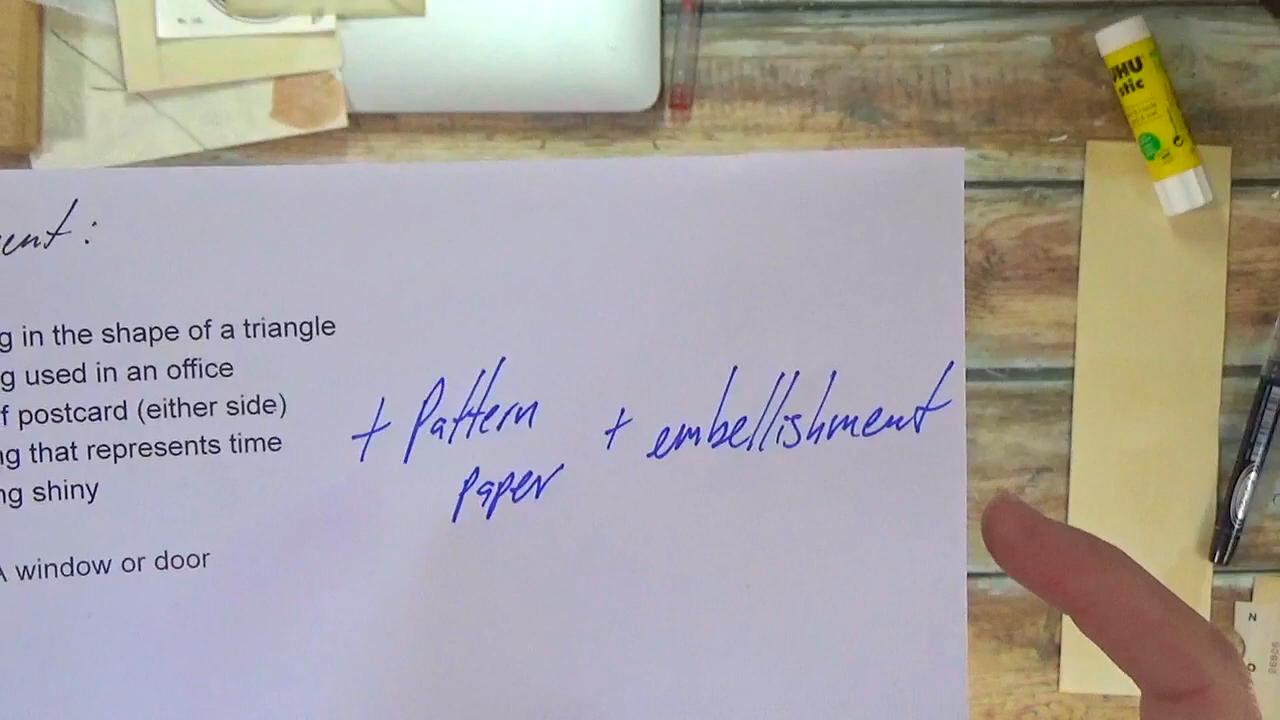 ent:
g in the shape of a triangle
g used in an office
f postcard (either side)
ng that represents time
ng shiny
A window or door
+ Pattern paper
+ embellishment
UHU
stic
N
O